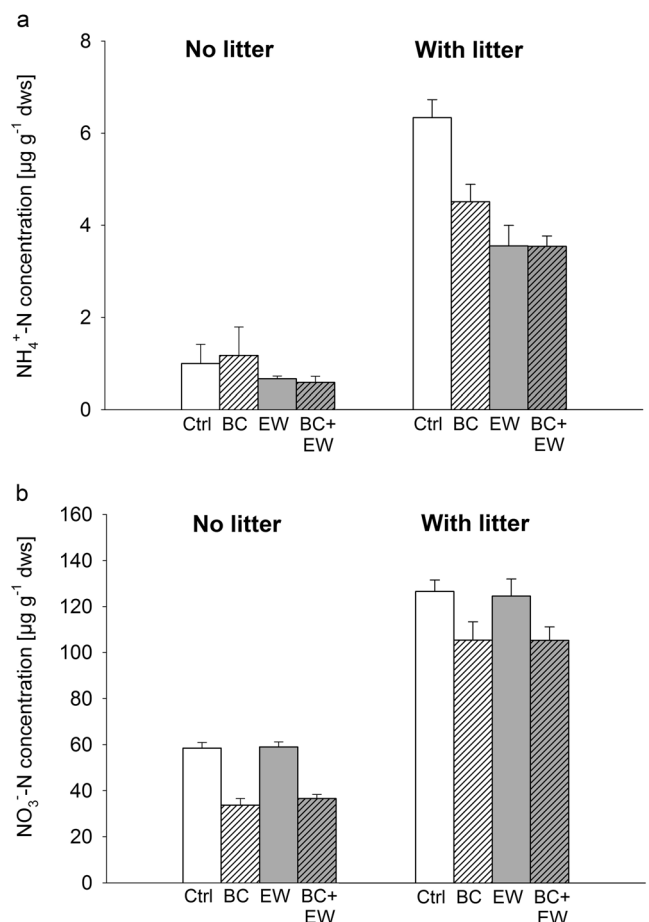 a
No litter
With litter
NH₄⁺-N concentration [µg g⁻¹ dws]
8
6
4
2
0
Ctrl BC EW BC+ EW
Ctrl BC EW BC+ EW
b
No litter
With litter
NO₃⁻-N concentration [µg g⁻¹ dws]
160
140
120
100
80
60
40
20
0
Ctrl BC EW BC+ EW
Ctrl BC EW BC+ EW